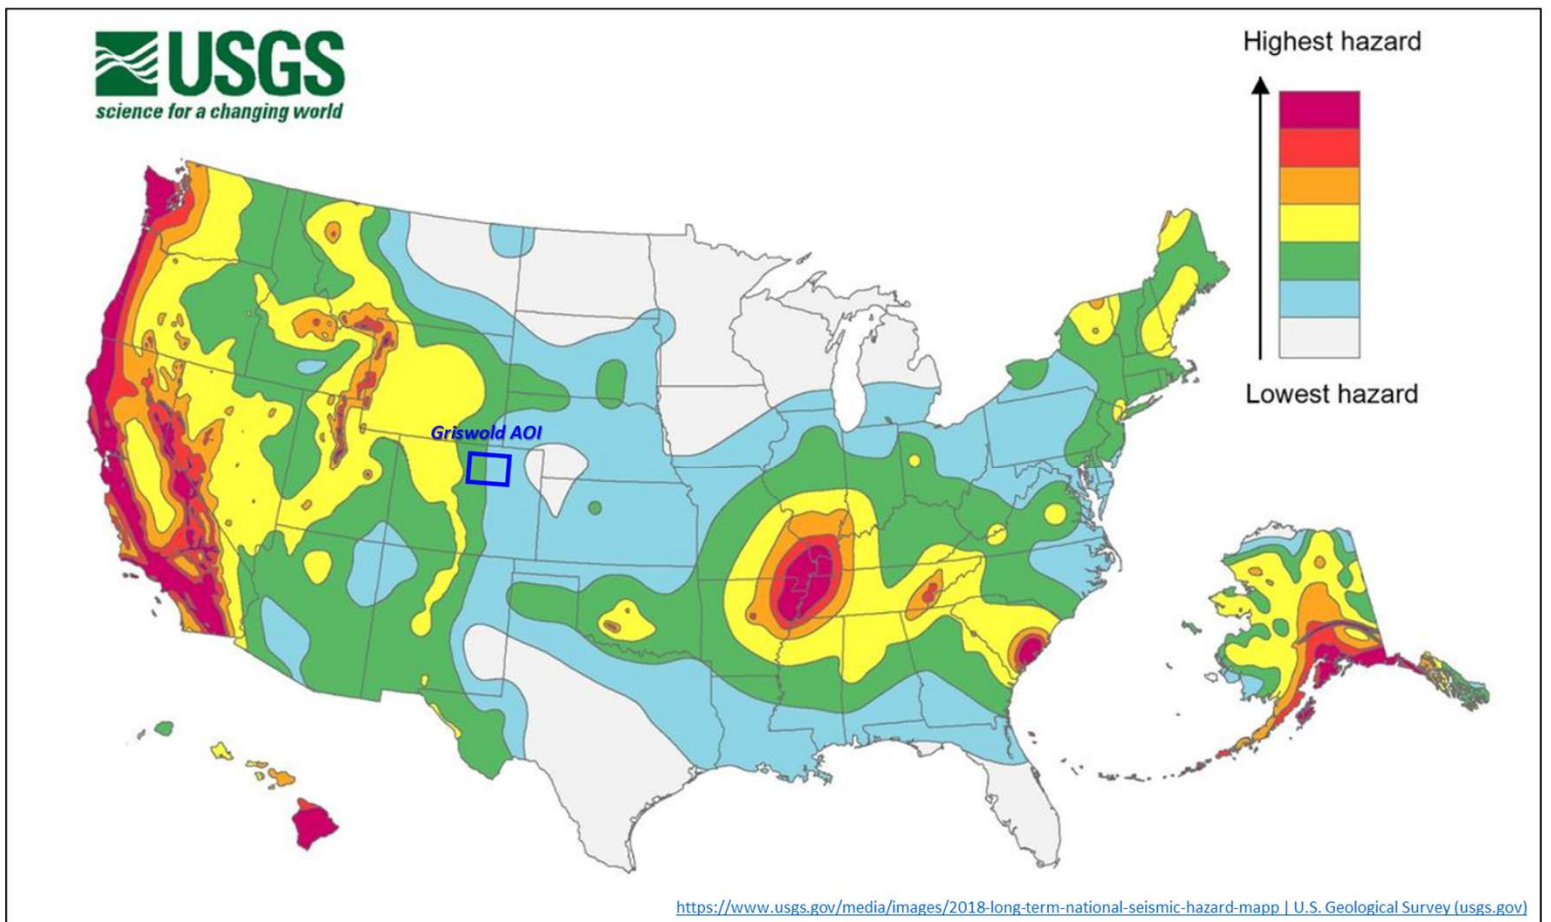 USGS
science for a changing world
Highest hazard
Lowest hazard
Griswold AOI
https://www.usgs.gov/media/images/2018-long-term-national-seismic-hazard-mapp | U.S. Geological Survey (usgs.gov)